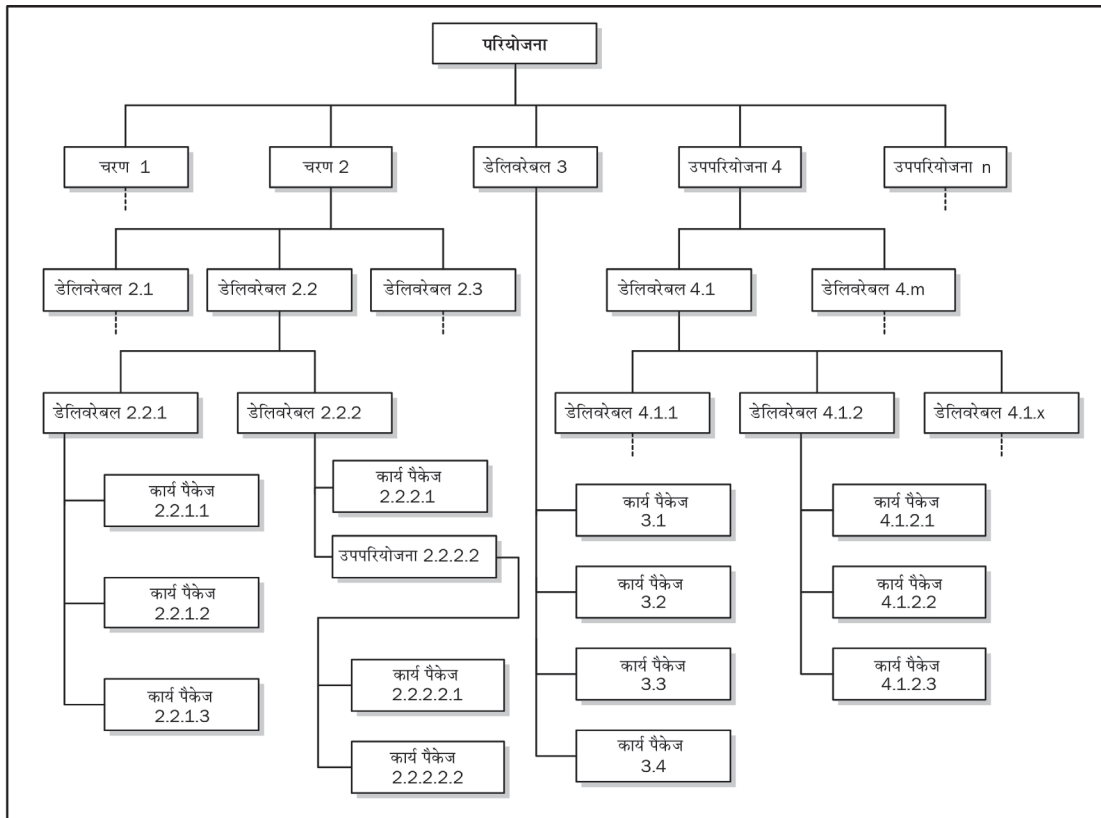 परियोजना
चरण 1
चरण 2
डेलिवरेबल 3
उपपरियोजना 4
उपपरियोजना n
डेलिवरेबल 2.1
डेलिवरेबल 2.2
डेलिवरेबल 2.3
डेलिवरेबल 4.1
डेलिवरेबल 4.m
डेलिवरेबल 2.2.1
डेलिवरेबल 2.2.2
डेलिवरेबल 4.1.1
डेलिवरेबल 4.1.2
डेलिवरेबल 4.1.x
कार्य पैकेज
2.2.1.1
कार्य पैकेज
2.2.1.2
कार्य पैकेज
2.2.1.3
कार्य पैकेज
2.2.2.1
उपपरियोजना 2.2.2.2
कार्य पैकेज
2.2.2.2.1
कार्य पैकेज
2.2.2.2.2
कार्य पैकेज
3.1
कार्य पैकेज
3.2
कार्य पैकेज
3.3
कार्य पैकेज
3.4
कार्य पैकेज
4.1.2.1
कार्य पैकेज
4.1.2.2
कार्य पैकेज
4.1.2.3